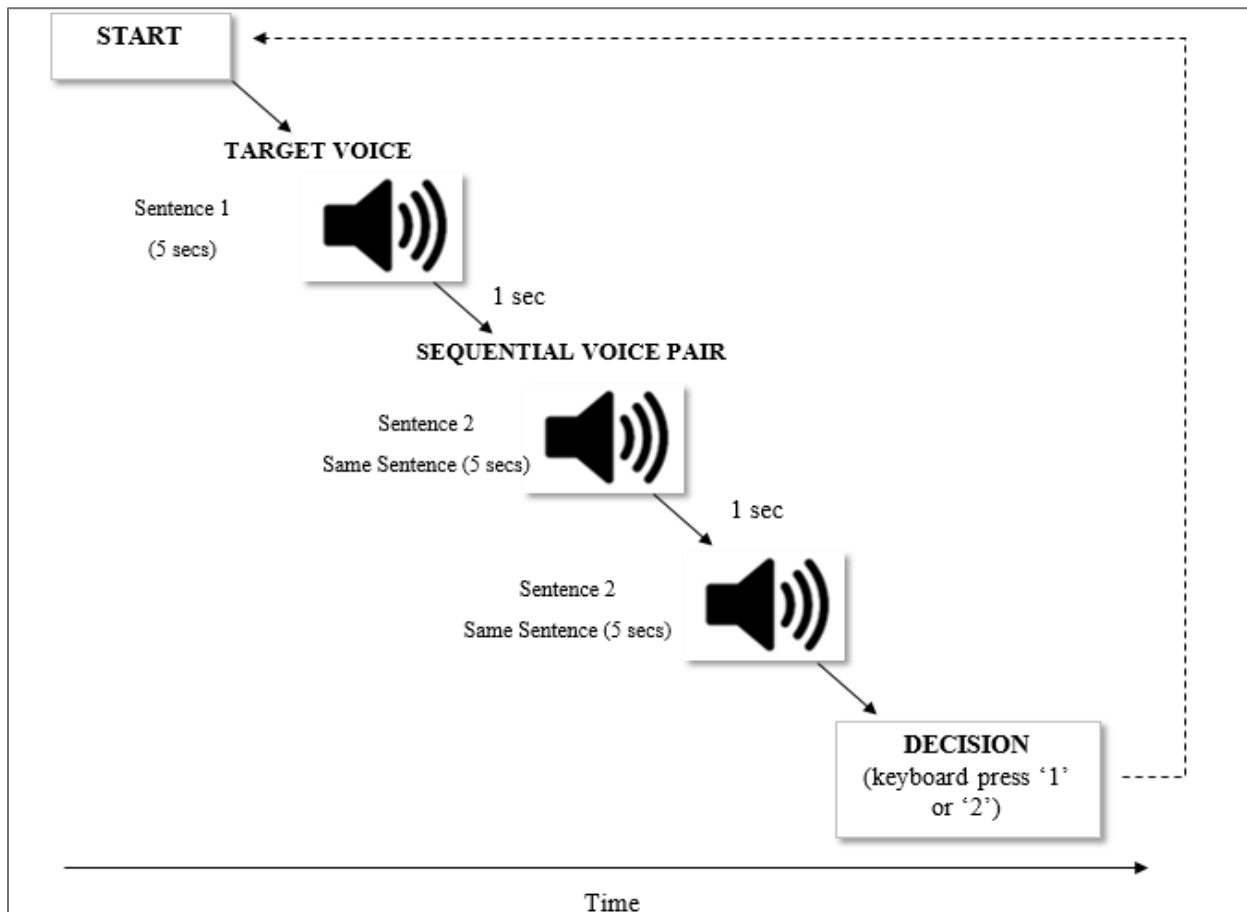 START
TARGET VOICE
Sentence 1
(5 secs)
1 sec
SEQUENTIAL VOICE PAIR
Sentence 2
Same Sentence (5 secs)
1 sec
Sentence 2
Same Sentence (5 secs)
DECISION
(keyboard press ‘1’
or ‘2’)
Time